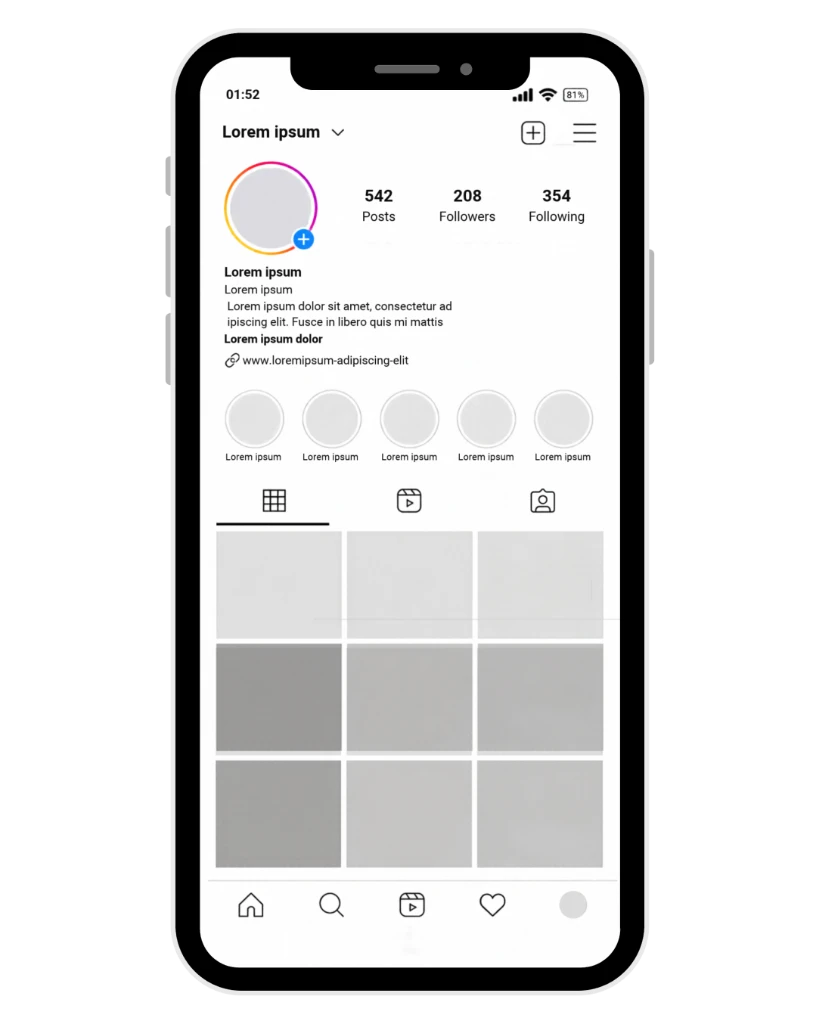 01:52 81%
Lorem ipsum
542 208 354
Posts Followers Following
Lorem ipsum
Lorem ipsum
Lorem ipsum dolor sit amet, consectetur ad
ipiscing elit. Fusce in libero quis mi mattis
Lorem ipsum dolor
www.loremipsum-adipiscing-elit
Lorem ipsum Lorem ipsum Lorem ipsum Lorem ipsum Lorem ipsum